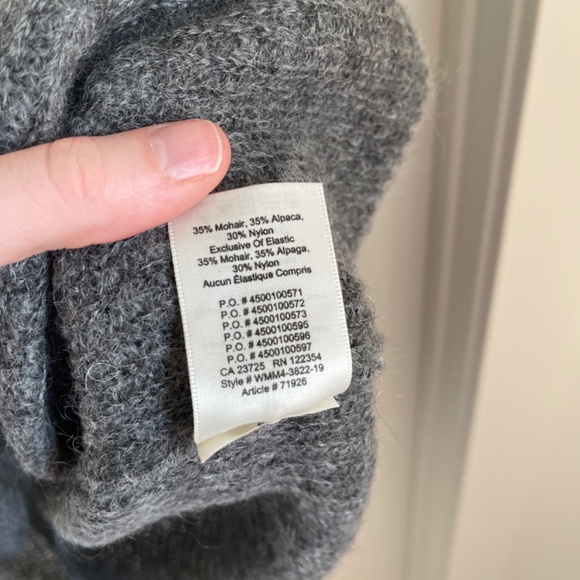 35% Mohair, 35% Alpaca,
30% Nylon
Exclusive Of Elastic
35% Mohair, 35% Alpaga,
30% Nylon
Aucun Élastique Compris
P.O. # 4500100571
P.O. # 4500100572
P.O. # 4500100573
P.O. # 4500100595
P.O. # 4500100596
P.O. # 4500100597
CA 23725 RN 122354
Style # WMM4-3822-19
Article # 71926